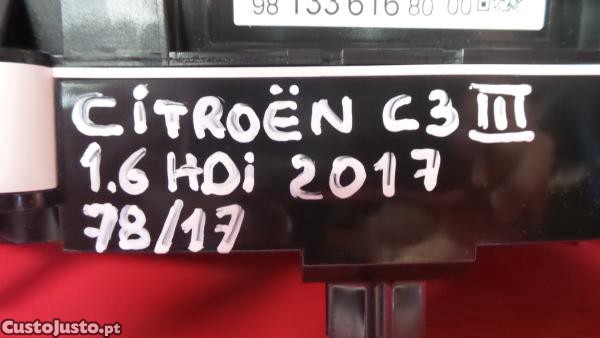 98 133 616 80 00
CiTROËN C3 III
1.6 HDi 2017
78/17
CustoJusto.pt